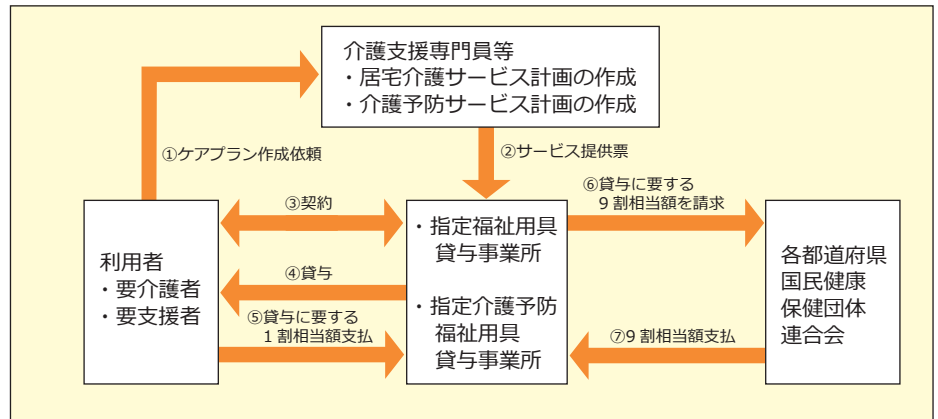 介護支援専門員等
・居宅介護サービス計画の作成
・介護予防サービス計画の作成
①ケアプラン作成依頼
②サービス提供票
③契約
⑥貸与に要する
9割相当額を請求
利用者
・要介護者
・要支援者
・指定福祉用具
貸与事業所
・指定介護予防
福祉用具
貸与事業所
各都道府県
国民健康
保健団体
連合会
④貸与
⑤貸与に要する
1割相当額支払
⑦9割相当額支払